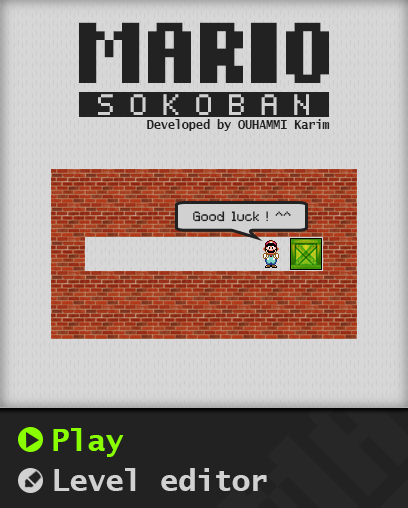 MARIO
SOKOBAN
Developed by OUHAMMI Karim
Good luck ! ^^
Play
Level editor